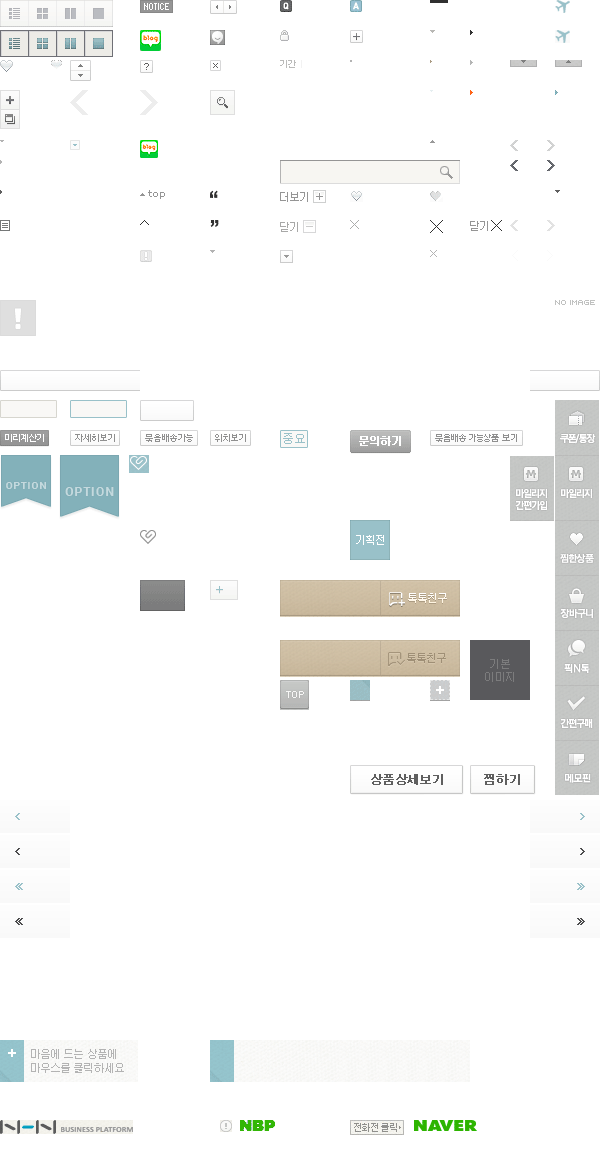 NOTICE
Q
A
blog
기간
?
blog
top
“
더보기
”
닫기
닫기
NO IMAGE
미리계산기
자세히보기
묶음배송가능
위치보기
중요
문의하기
묶음배송 가능상품 보기
쿠폰/통장
OPTION
OPTION
마일리지
간편가입
마일리지
기획전
찜한상품
톡톡친구
장바구니
톡톡친구
기본
이미지
픽N톡
TOP
간편구매
상품상세보기
찜하기
메모핀
마음에 드는 상품에
마우스를 클릭하세요
NHN BUSINESS PLATFORM
NBP
전화전 클릭
NAVER